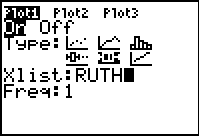 Plot1 Plot2 Plot3
On Off
Type:
Xlist:RUTH
Freq:1